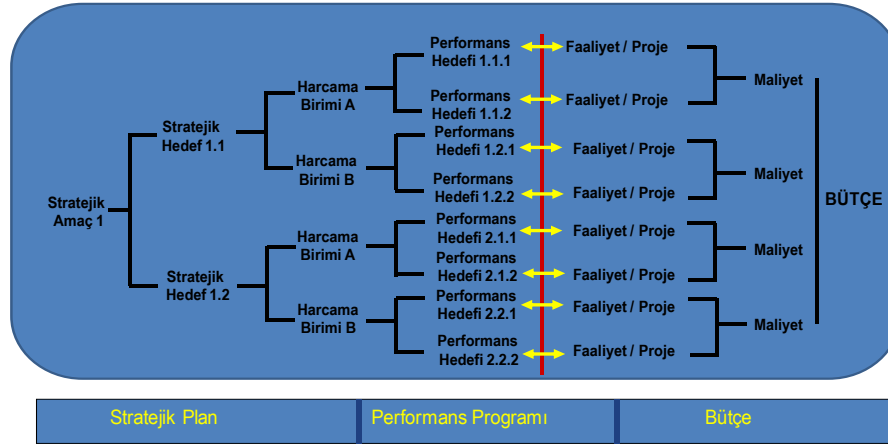 Stratejik
Amaç 1
Stratejik
Hedef 1.1
Stratejik
Hedef 1.2
Harcama
Birimi A
Harcama
Birimi B
Harcama
Birimi A
Harcama
Birimi B
Performans
Hedefi 1.1.1
Performans
Hedefi 1.1.2
Performans
Hedefi 1.2.1
Performans
Hedefi 1.2.2
Performans
Hedefi 2.1.1
Performans
Hedefi 2.1.2
Performans
Hedefi 2.2.1
Performans
Hedefi 2.2.2
Faaliyet / Proje
Faaliyet / Proje
Faaliyet / Proje
Faaliyet / Proje
Faaliyet / Proje
Faaliyet / Proje
Faaliyet / Proje
Faaliyet / Proje
Maliyet
Maliyet
Maliyet
Maliyet
BÜTÇE
Stratejik Plan
Performans Programı
Bütçe